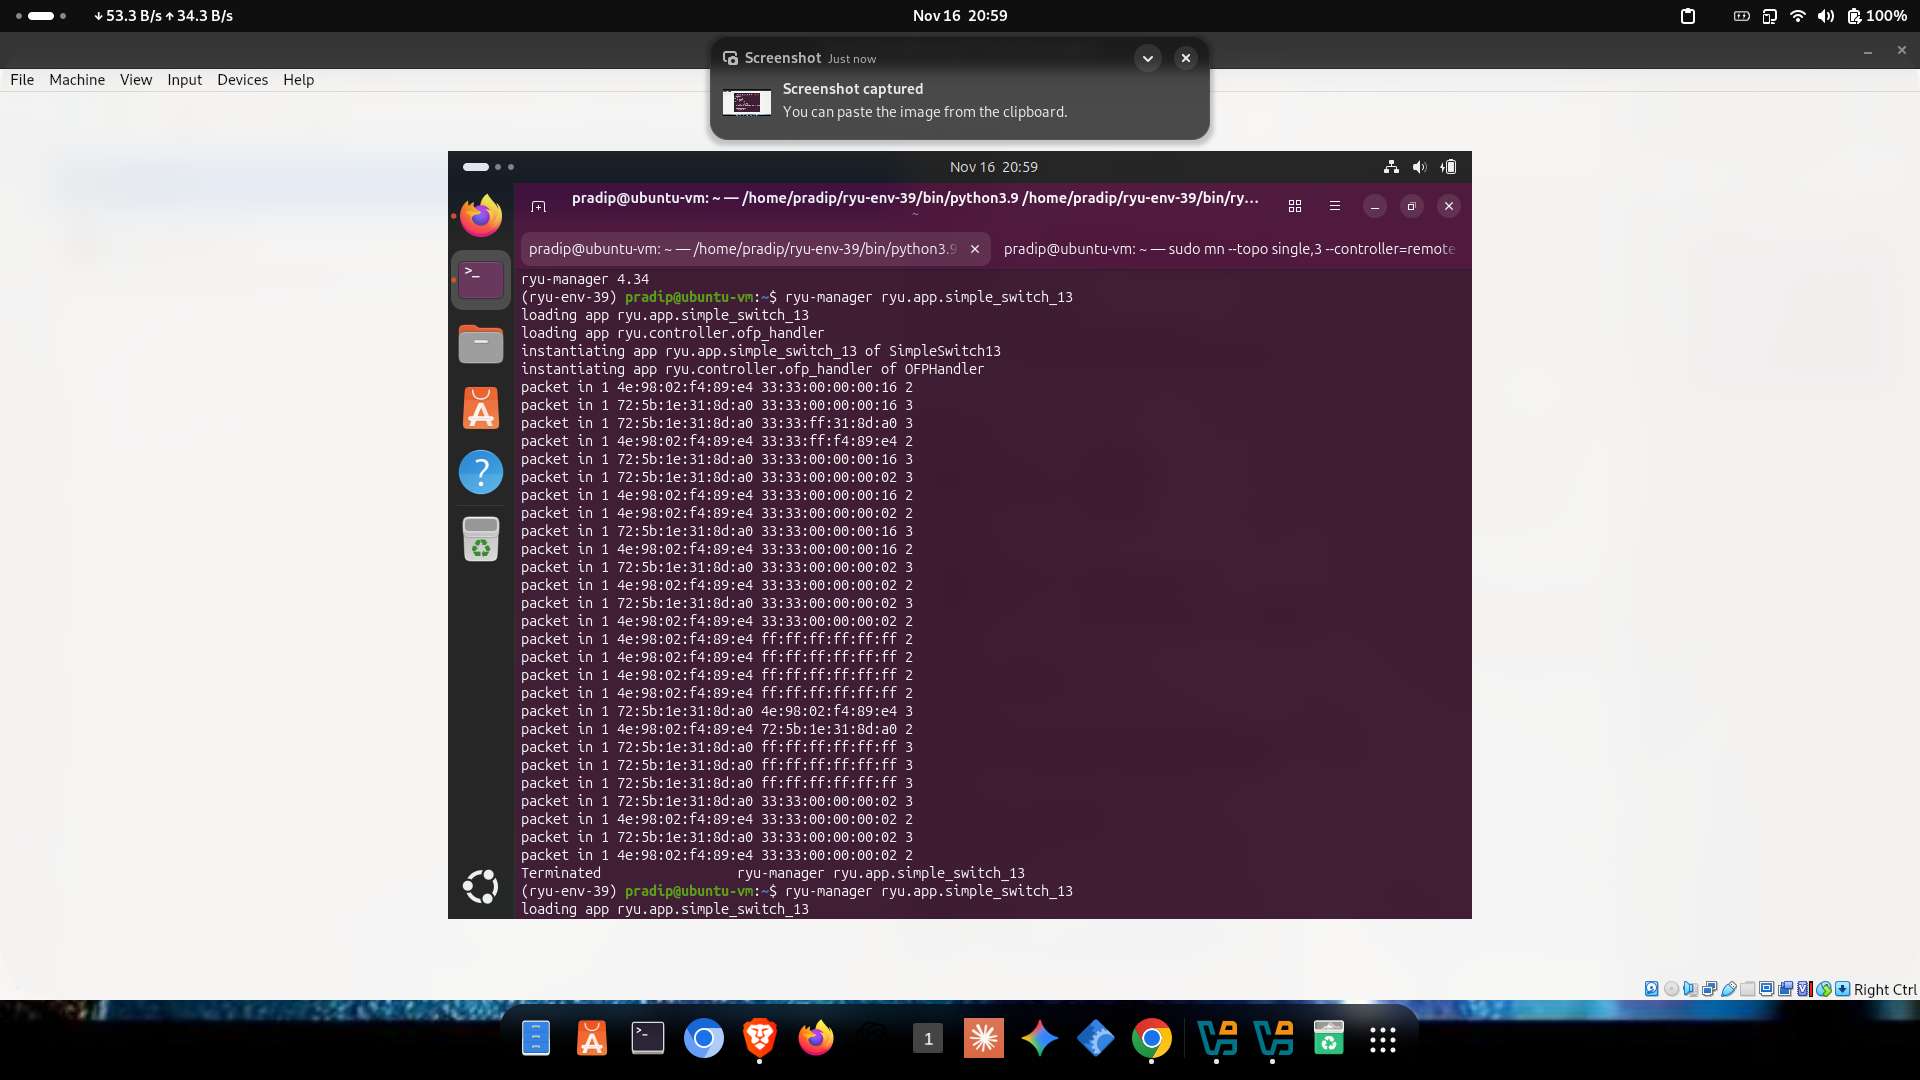 ↓ 53.3 B/s ↑ 34.3 B/s
Nov 16 20:59
100%
Screenshot Just now
Screenshot captured
You can paste the image from the clipboard.
File Machine View Input Devices Help
Nov 16 20:59
pradip@ubuntu-vm: ~ — /home/pradip/ryu-env-39/bin/python3.9 /home/pradip/ryu-env-39/bin/ry…
~
pradip@ubuntu-vm: ~ — /home/pradip/ryu-env-39/bin/python3.9
pradip@ubuntu-vm: ~ — sudo mn --topo single,3 --controller=remote
ryu-manager 4.34
(ryu-env-39) pradip@ubuntu-vm:~$ ryu-manager ryu.app.simple_switch_13
loading app ryu.app.simple_switch_13
loading app ryu.controller.ofp_handler
instantiating app ryu.app.simple_switch_13 of SimpleSwitch13
instantiating app ryu.controller.ofp_handler of OFPHandler
packet in 1 4e:98:02:f4:89:e4 33:33:00:00:00:16 2
packet in 1 72:5b:1e:31:8d:a0 33:33:00:00:00:16 3
packet in 1 72:5b:1e:31:8d:a0 33:33:ff:31:8d:a0 3
packet in 1 4e:98:02:f4:89:e4 33:33:ff:f4:89:e4 2
packet in 1 72:5b:1e:31:8d:a0 33:33:00:00:00:16 3
packet in 1 72:5b:1e:31:8d:a0 33:33:00:00:00:02 3
packet in 1 4e:98:02:f4:89:e4 33:33:00:00:00:16 2
packet in 1 4e:98:02:f4:89:e4 33:33:00:00:00:02 2
packet in 1 72:5b:1e:31:8d:a0 33:33:00:00:00:16 3
packet in 1 4e:98:02:f4:89:e4 33:33:00:00:00:16 2
packet in 1 72:5b:1e:31:8d:a0 33:33:00:00:00:02 3
packet in 1 4e:98:02:f4:89:e4 33:33:00:00:00:02 2
packet in 1 72:5b:1e:31:8d:a0 33:33:00:00:00:02 3
packet in 1 4e:98:02:f4:89:e4 33:33:00:00:00:02 2
packet in 1 4e:98:02:f4:89:e4 ff:ff:ff:ff:ff:ff 2
packet in 1 4e:98:02:f4:89:e4 ff:ff:ff:ff:ff:ff 2
packet in 1 4e:98:02:f4:89:e4 ff:ff:ff:ff:ff:ff 2
packet in 1 4e:98:02:f4:89:e4 ff:ff:ff:ff:ff:ff 2
packet in 1 72:5b:1e:31:8d:a0 4e:98:02:f4:89:e4 3
packet in 1 4e:98:02:f4:89:e4 72:5b:1e:31:8d:a0 2
packet in 1 72:5b:1e:31:8d:a0 ff:ff:ff:ff:ff:ff 3
packet in 1 72:5b:1e:31:8d:a0 ff:ff:ff:ff:ff:ff 3
packet in 1 72:5b:1e:31:8d:a0 ff:ff:ff:ff:ff:ff 3
packet in 1 72:5b:1e:31:8d:a0 33:33:00:00:00:02 3
packet in 1 4e:98:02:f4:89:e4 33:33:00:00:00:02 2
packet in 1 72:5b:1e:31:8d:a0 33:33:00:00:00:02 3
packet in 1 4e:98:02:f4:89:e4 33:33:00:00:00:02 2
Terminated ryu-manager ryu.app.simple_switch_13
(ryu-env-39) pradip@ubuntu-vm:~$ ryu-manager ryu.app.simple_switch_13
loading app ryu.app.simple_switch_13
Right Ctrl
1